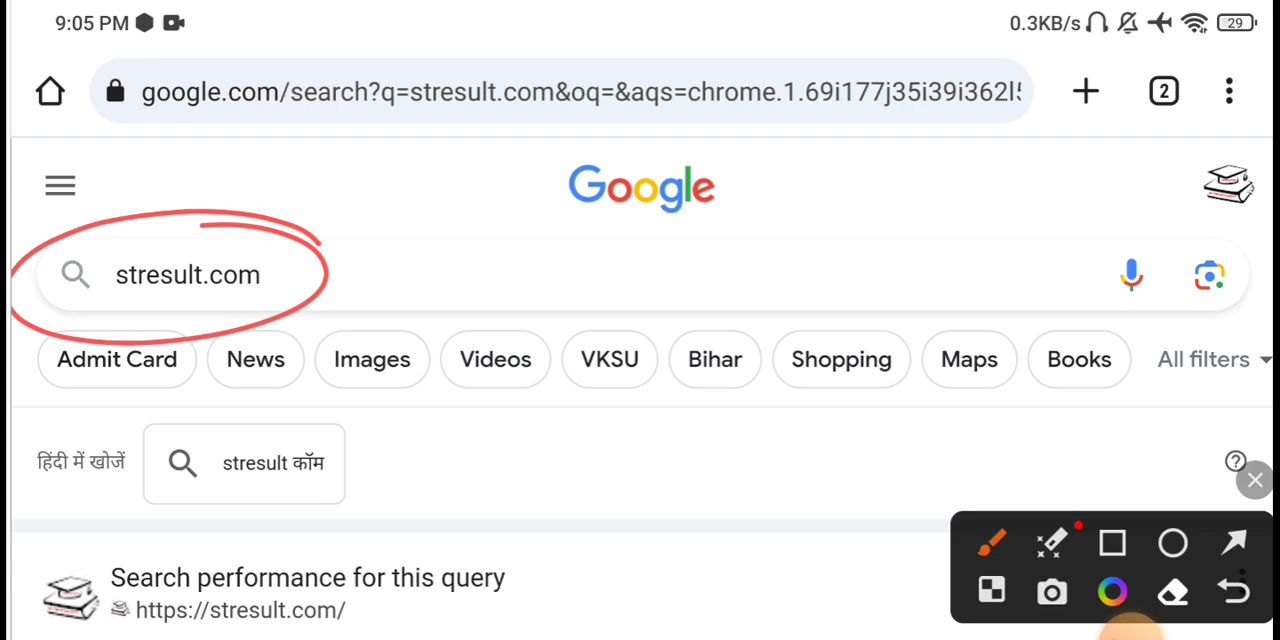 9:05 PM 0.3KB/s 29
google.com/search?q=stresult.com&oq=&aqs=chrome.1.69i177j35i39i362l5 2
Google
stresult.com
Admit Card News Images Videos VKSU Bihar Shopping Maps Books All filters
हिंदी में खोजें stresult कॉम
Search performance for this query
https://stresult.com/